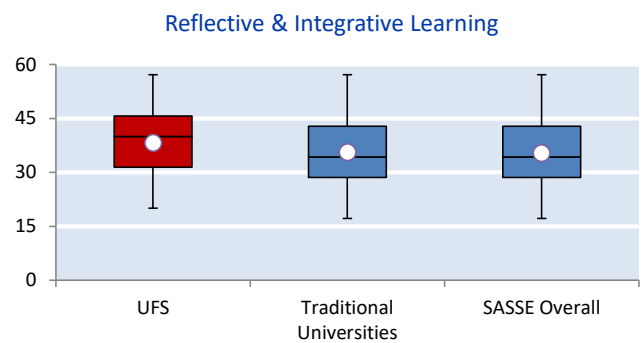 Reflective & Integrative Learning
60
45
30
15
0
UFS
Traditional
Universities
SASSE Overall